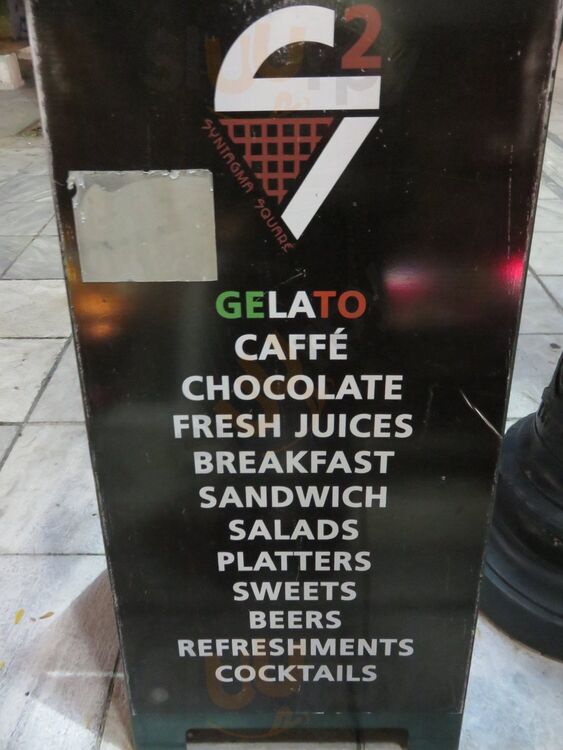 2
SYNTAGMA SQUARE
GELATO
CAFFÉ
CHOCOLATE
FRESH JUICES
BREAKFAST
SANDWICH
SALADS
PLATTERS
SWEETS
BEERS
REFRESHMENTS
COCKTAILS